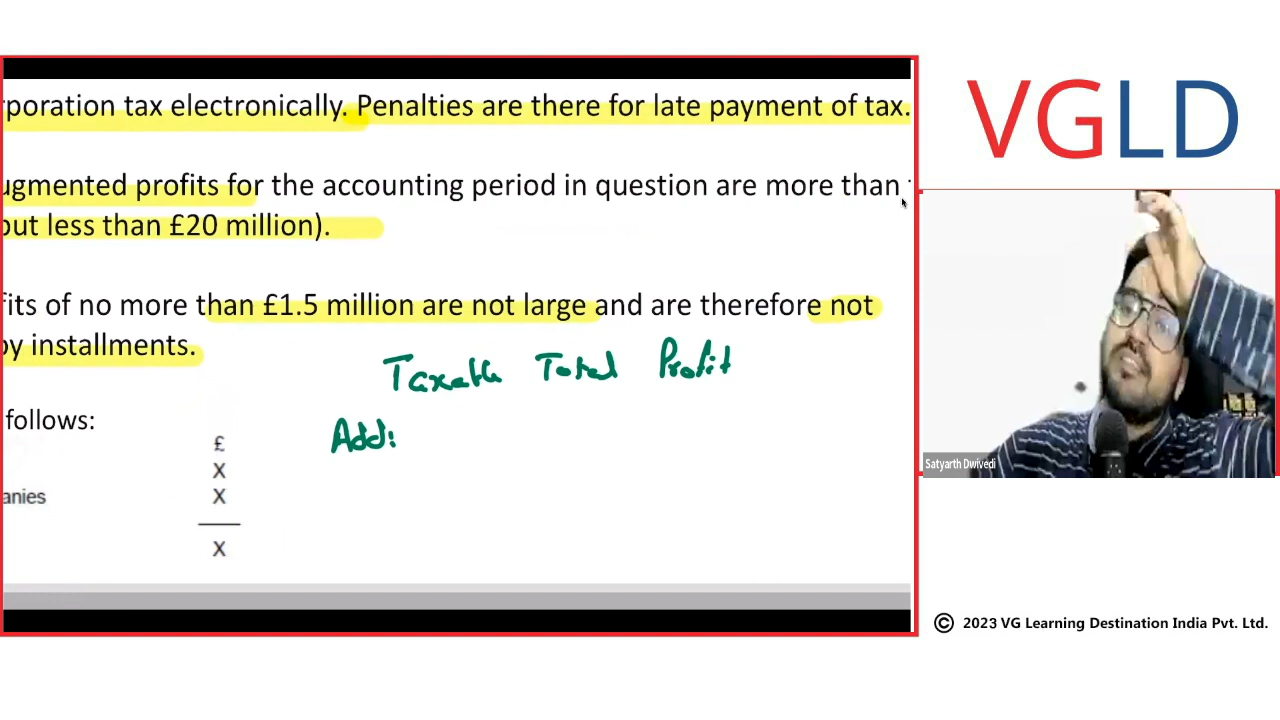 rporation tax electronically. Penalties are there for late payment of tax.
ugmented profits for the accounting period in question are more than
but less than £20 million).
fits of no more than £1.5 million are not large and are therefore not
by installments.
Taxable Total Profit
Add:
follows:
£
X
anies X
X
VGLD
Satyarth Dwivedi
© 2023 VG Learning Destination India Pvt. Ltd.